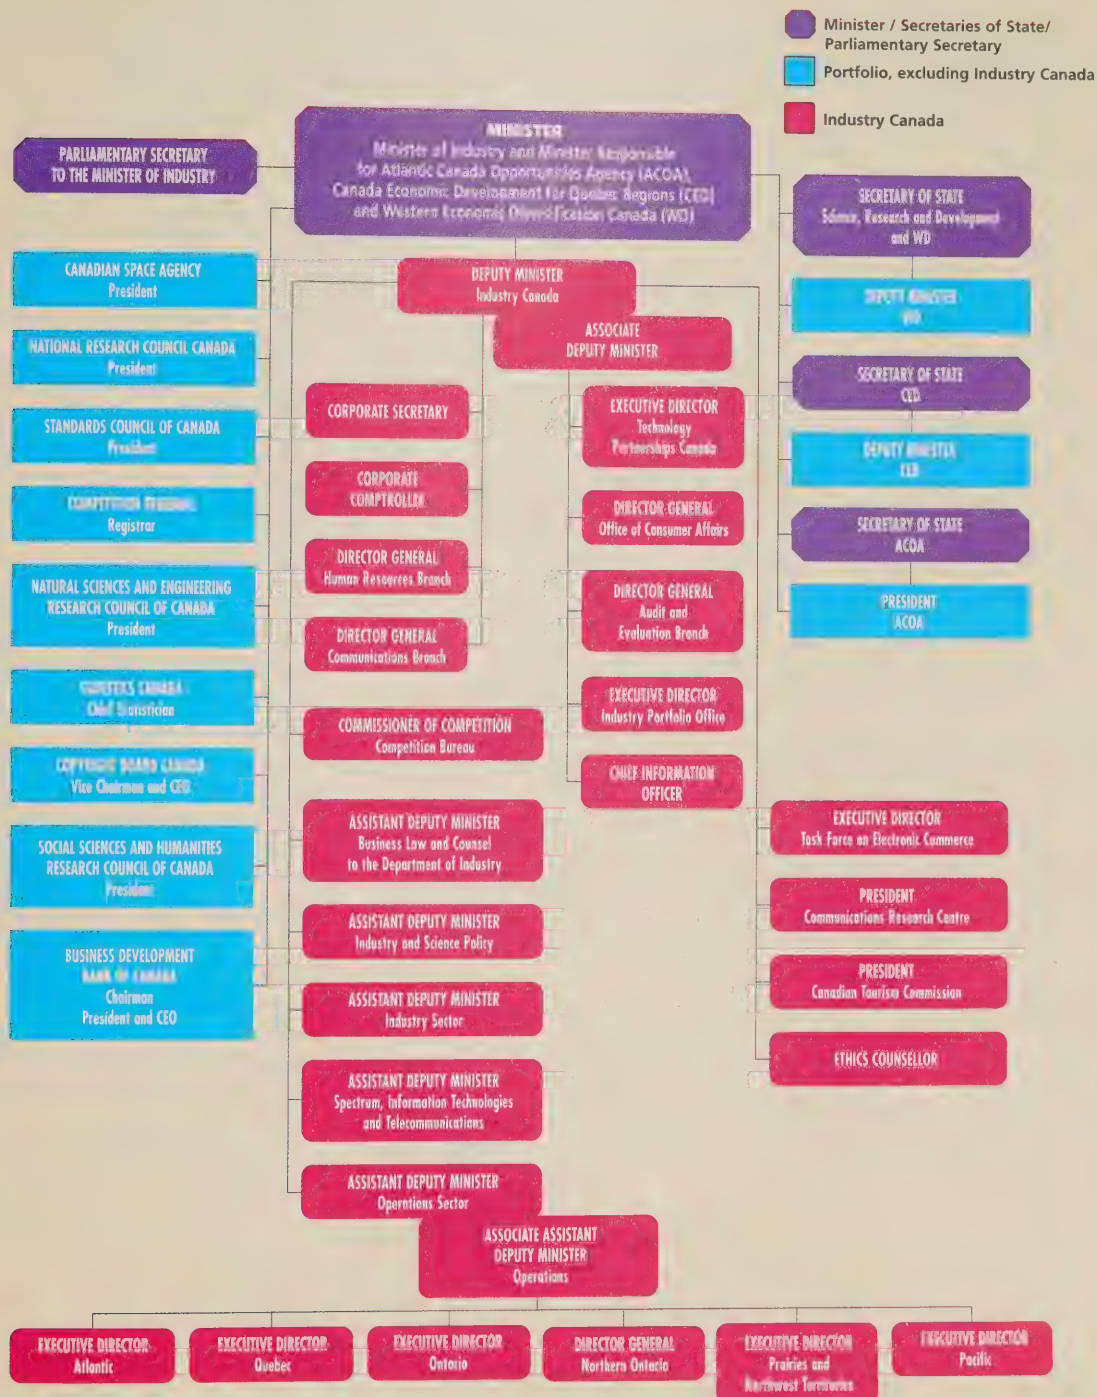 Minister / Secretaries of State/
Parliamentary Secretary
Portfolio, excluding Industry Canada
Industry Canada
MINISTER
Minister of Industry and Minister Responsible
for Atlantic Canada Opportunities Agency (ACOA),
Canada Economic Development for Quebec Regions (CED)
and Western Economic Diversification Canada (WD)
PARLIAMENTARY SECRETARY
TO THE MINISTER OF INDUSTRY
SECRETARY OF STATE
Science, Research and Development
and WD
DEPUTY MINISTER
WD
SECRETARY OF STATE
CED
DEPUTY MINISTER
CED
SECRETARY OF STATE
ACOA
PRESIDENT
ACOA
CANADIAN SPACE AGENCY
President
NATIONAL RESEARCH COUNCIL CANADA
President
STANDARDS COUNCIL OF CANADA
President
COMPETITION TRIBUNAL
Registrar
NATURAL SCIENCES AND ENGINEERING
RESEARCH COUNCIL OF CANADA
President
STATISTICS CANADA
Chief Statistician
COPYRIGHT BOARD CANADA
Vice Chairman and CEO
SOCIAL SCIENCES AND HUMANITIES
RESEARCH COUNCIL OF CANADA
President
BUSINESS DEVELOPMENT
BANK OF CANADA
Chairman
President and CEO
DEPUTY MINISTER
Industry Canada
ASSOCIATE
DEPUTY MINISTER
CORPORATE SECRETARY
CORPORATE
COMPTROLLER
DIRECTOR GENERAL
Human Resources Branch
DIRECTOR GENERAL
Communications Branch
EXECUTIVE DIRECTOR
Technology
Partnerships Canada
DIRECTOR GENERAL
Office of Consumer Affairs
DIRECTOR GENERAL
Audit and
Evaluation Branch
EXECUTIVE DIRECTOR
Industry Portfolio Office
CHIEF INFORMATION
OFFICER
COMMISSIONER OF COMPETITION
Competition Bureau
ASSISTANT DEPUTY MINISTER
Business Law and Counsel
to the Department of Industry
ASSISTANT DEPUTY MINISTER
Industry and Science Policy
ASSISTANT DEPUTY MINISTER
Industry Sector
ASSISTANT DEPUTY MINISTER
Spectrum, Information Technologies
and Telecommunications
ASSISTANT DEPUTY MINISTER
Operations Sector
EXECUTIVE DIRECTOR
Task Force on Electronic Commerce
PRESIDENT
Communications Research Centre
PRESIDENT
Canadian Tourism Commission
ETHICS COUNSELLOR
ASSOCIATE ASSISTANT
DEPUTY MINISTER
Operations
EXECUTIVE DIRECTOR
Atlantic
EXECUTIVE DIRECTOR
Quebec
EXECUTIVE DIRECTOR
Ontario
DIRECTOR GENERAL
Northern Ontario
EXECUTIVE DIRECTOR
Prairies and
Northwest Territories
EXECUTIVE DIRECTOR
Pacific